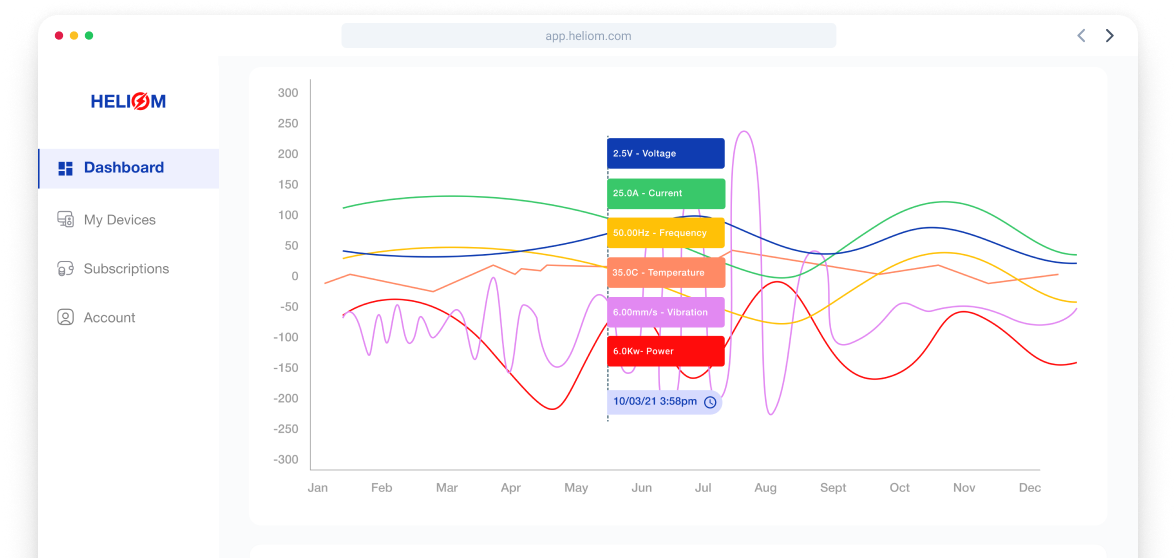 app.heliom.com
HELIOM
Dashboard
My Devices
Subscriptions
Account
300
250
200
150
100
50
0
-50
-100
-150
-200
-250
-300
2.5V - Voltage
25.0A - Current
50.00Hz - Frequency
35.0C - Temperature
6.00mm/s - Vibration
6.0Kw- Power
10/03/21 3:58pm
Jan Feb Mar Apr May Jun Jul Aug Sept Oct Nov Dec